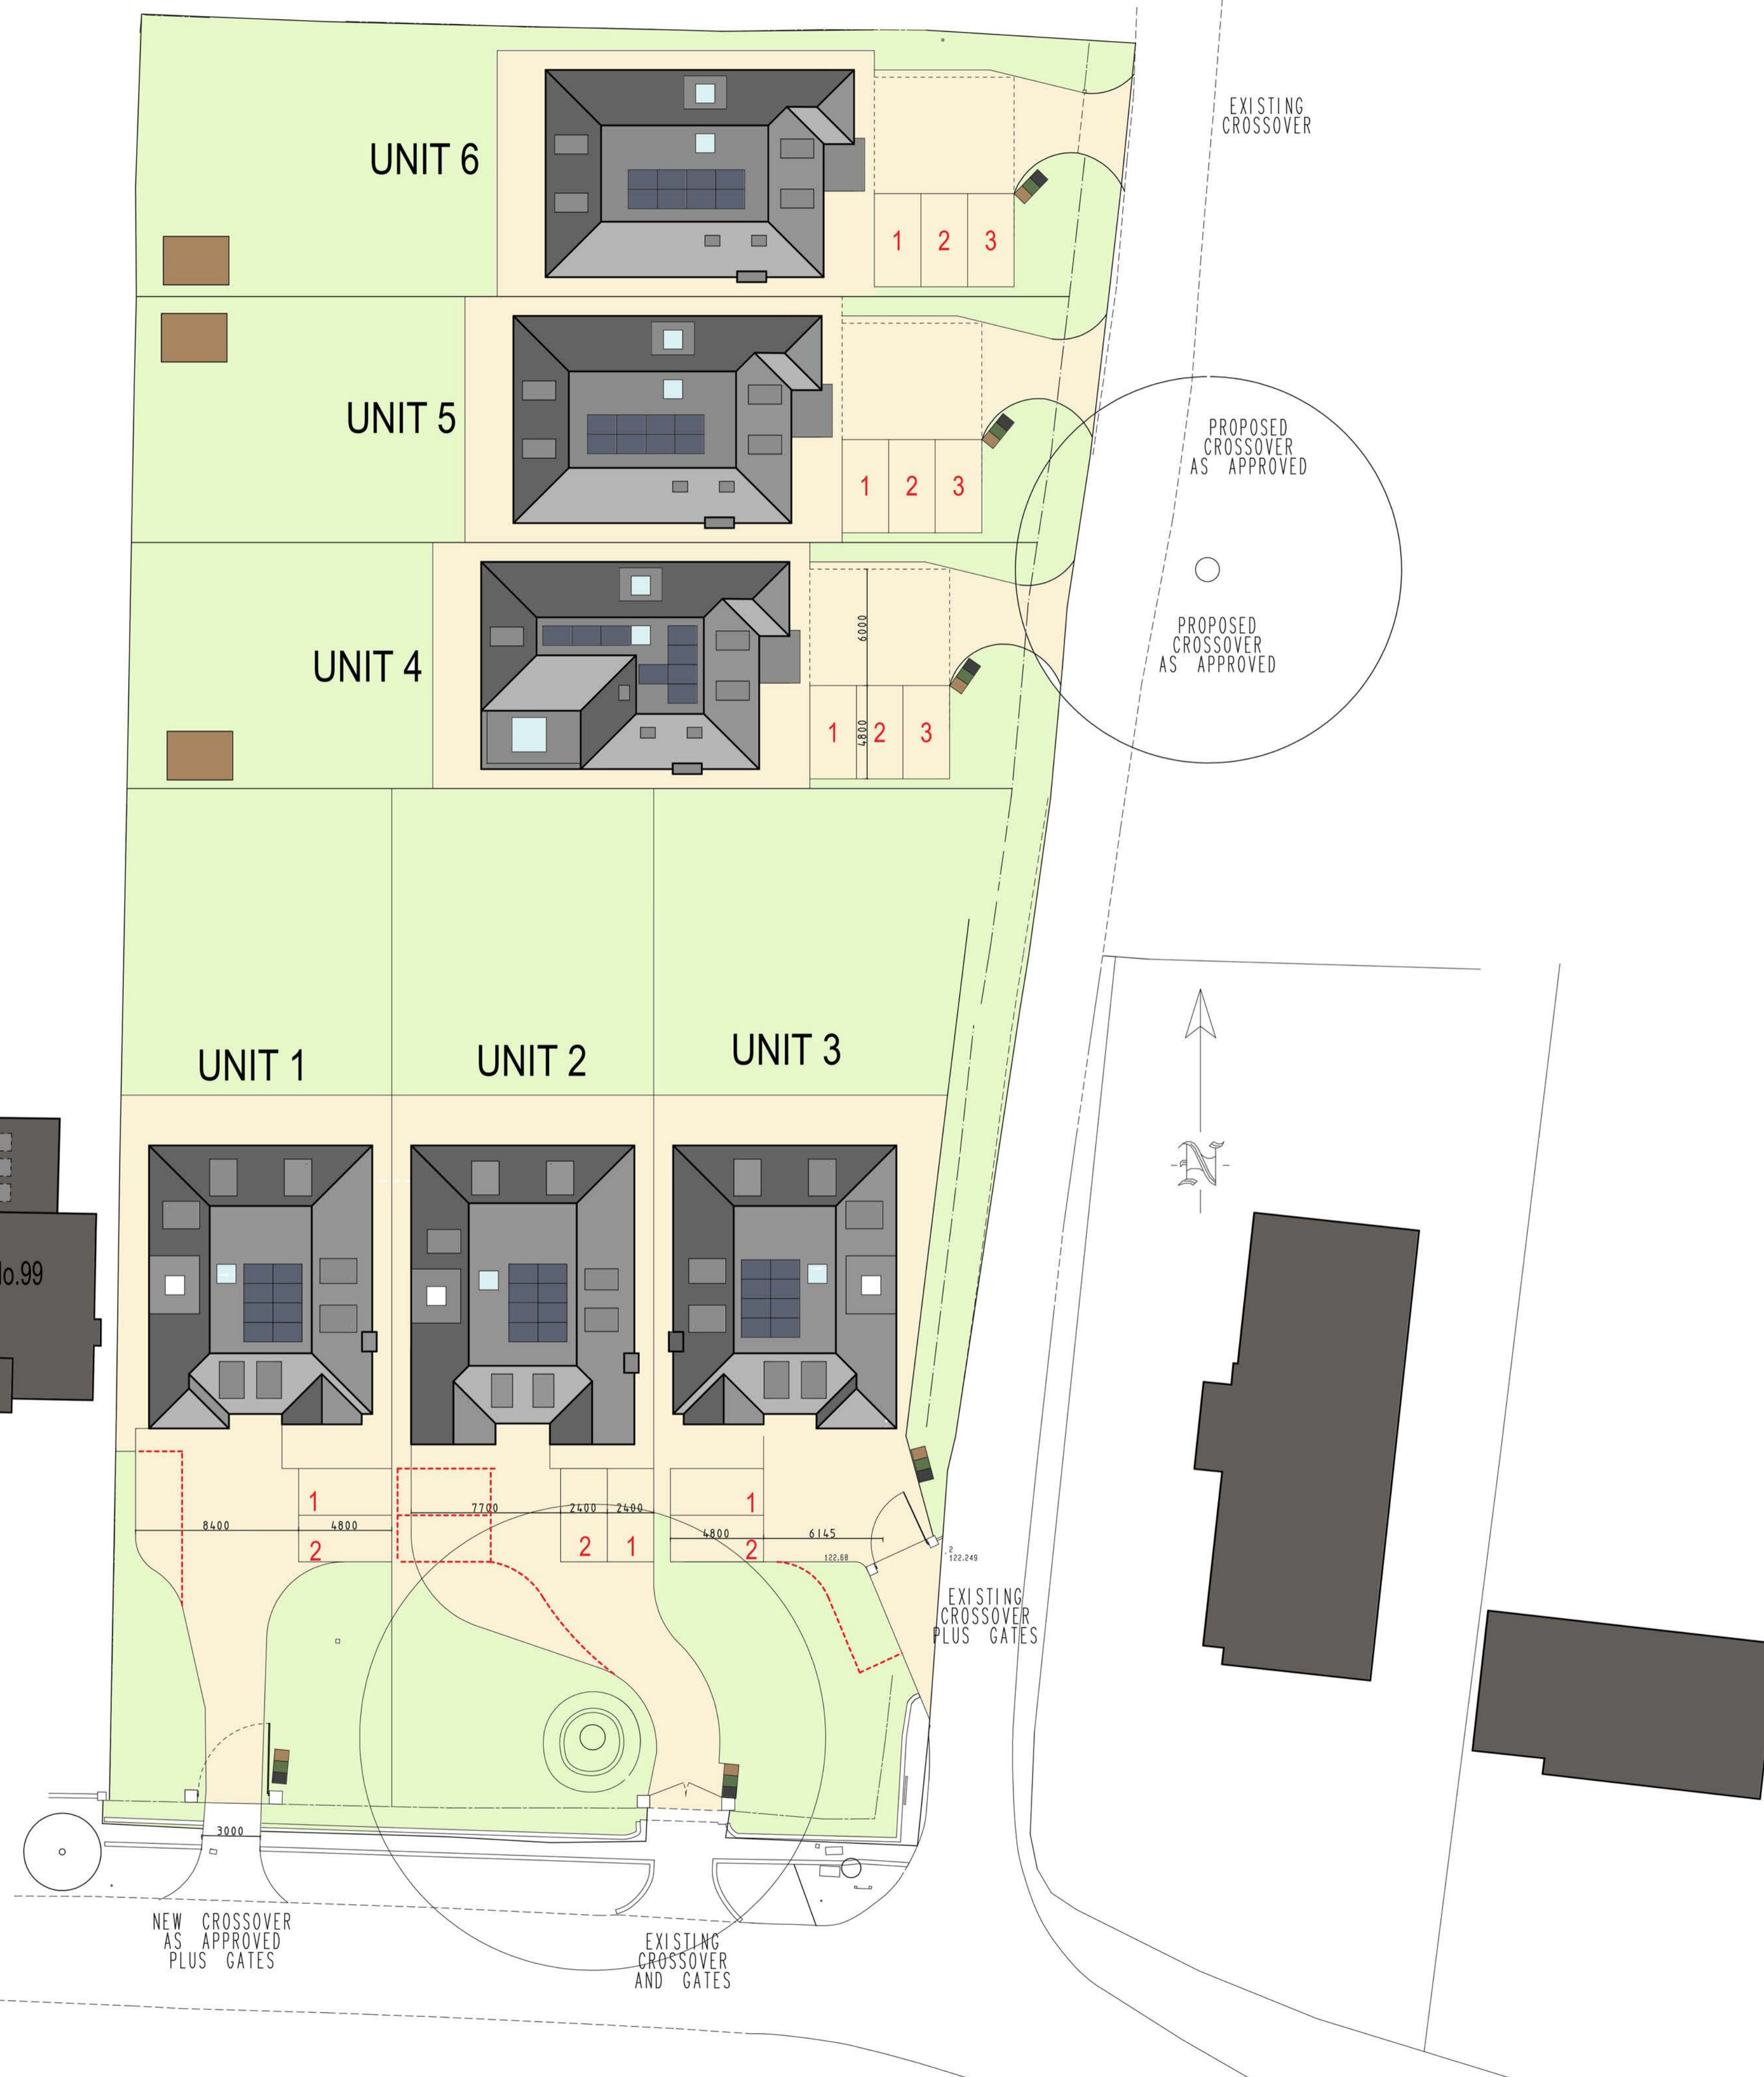 EXISTING
CROSSOVER
UNIT 6
1 2 3
PROPOSED
CROSSOVER
AS APPROVED
UNIT 5
1 2 3
PROPOSED
CROSSOVER
AS APPROVED
UNIT 4
6000
4800
1 2 3
UNIT 1
UNIT 2
UNIT 3
N
o.99
1
2
8400
4800
7700
2400
2400
2 1
1
2
4800
6145
122.68
2
122.249
EXISTING
CROSSOVER
PLUS GATES
3000
NEW CROSSOVER
AS APPROVED
PLUS GATES
EXISTING
CROSSOVER
AND GATES